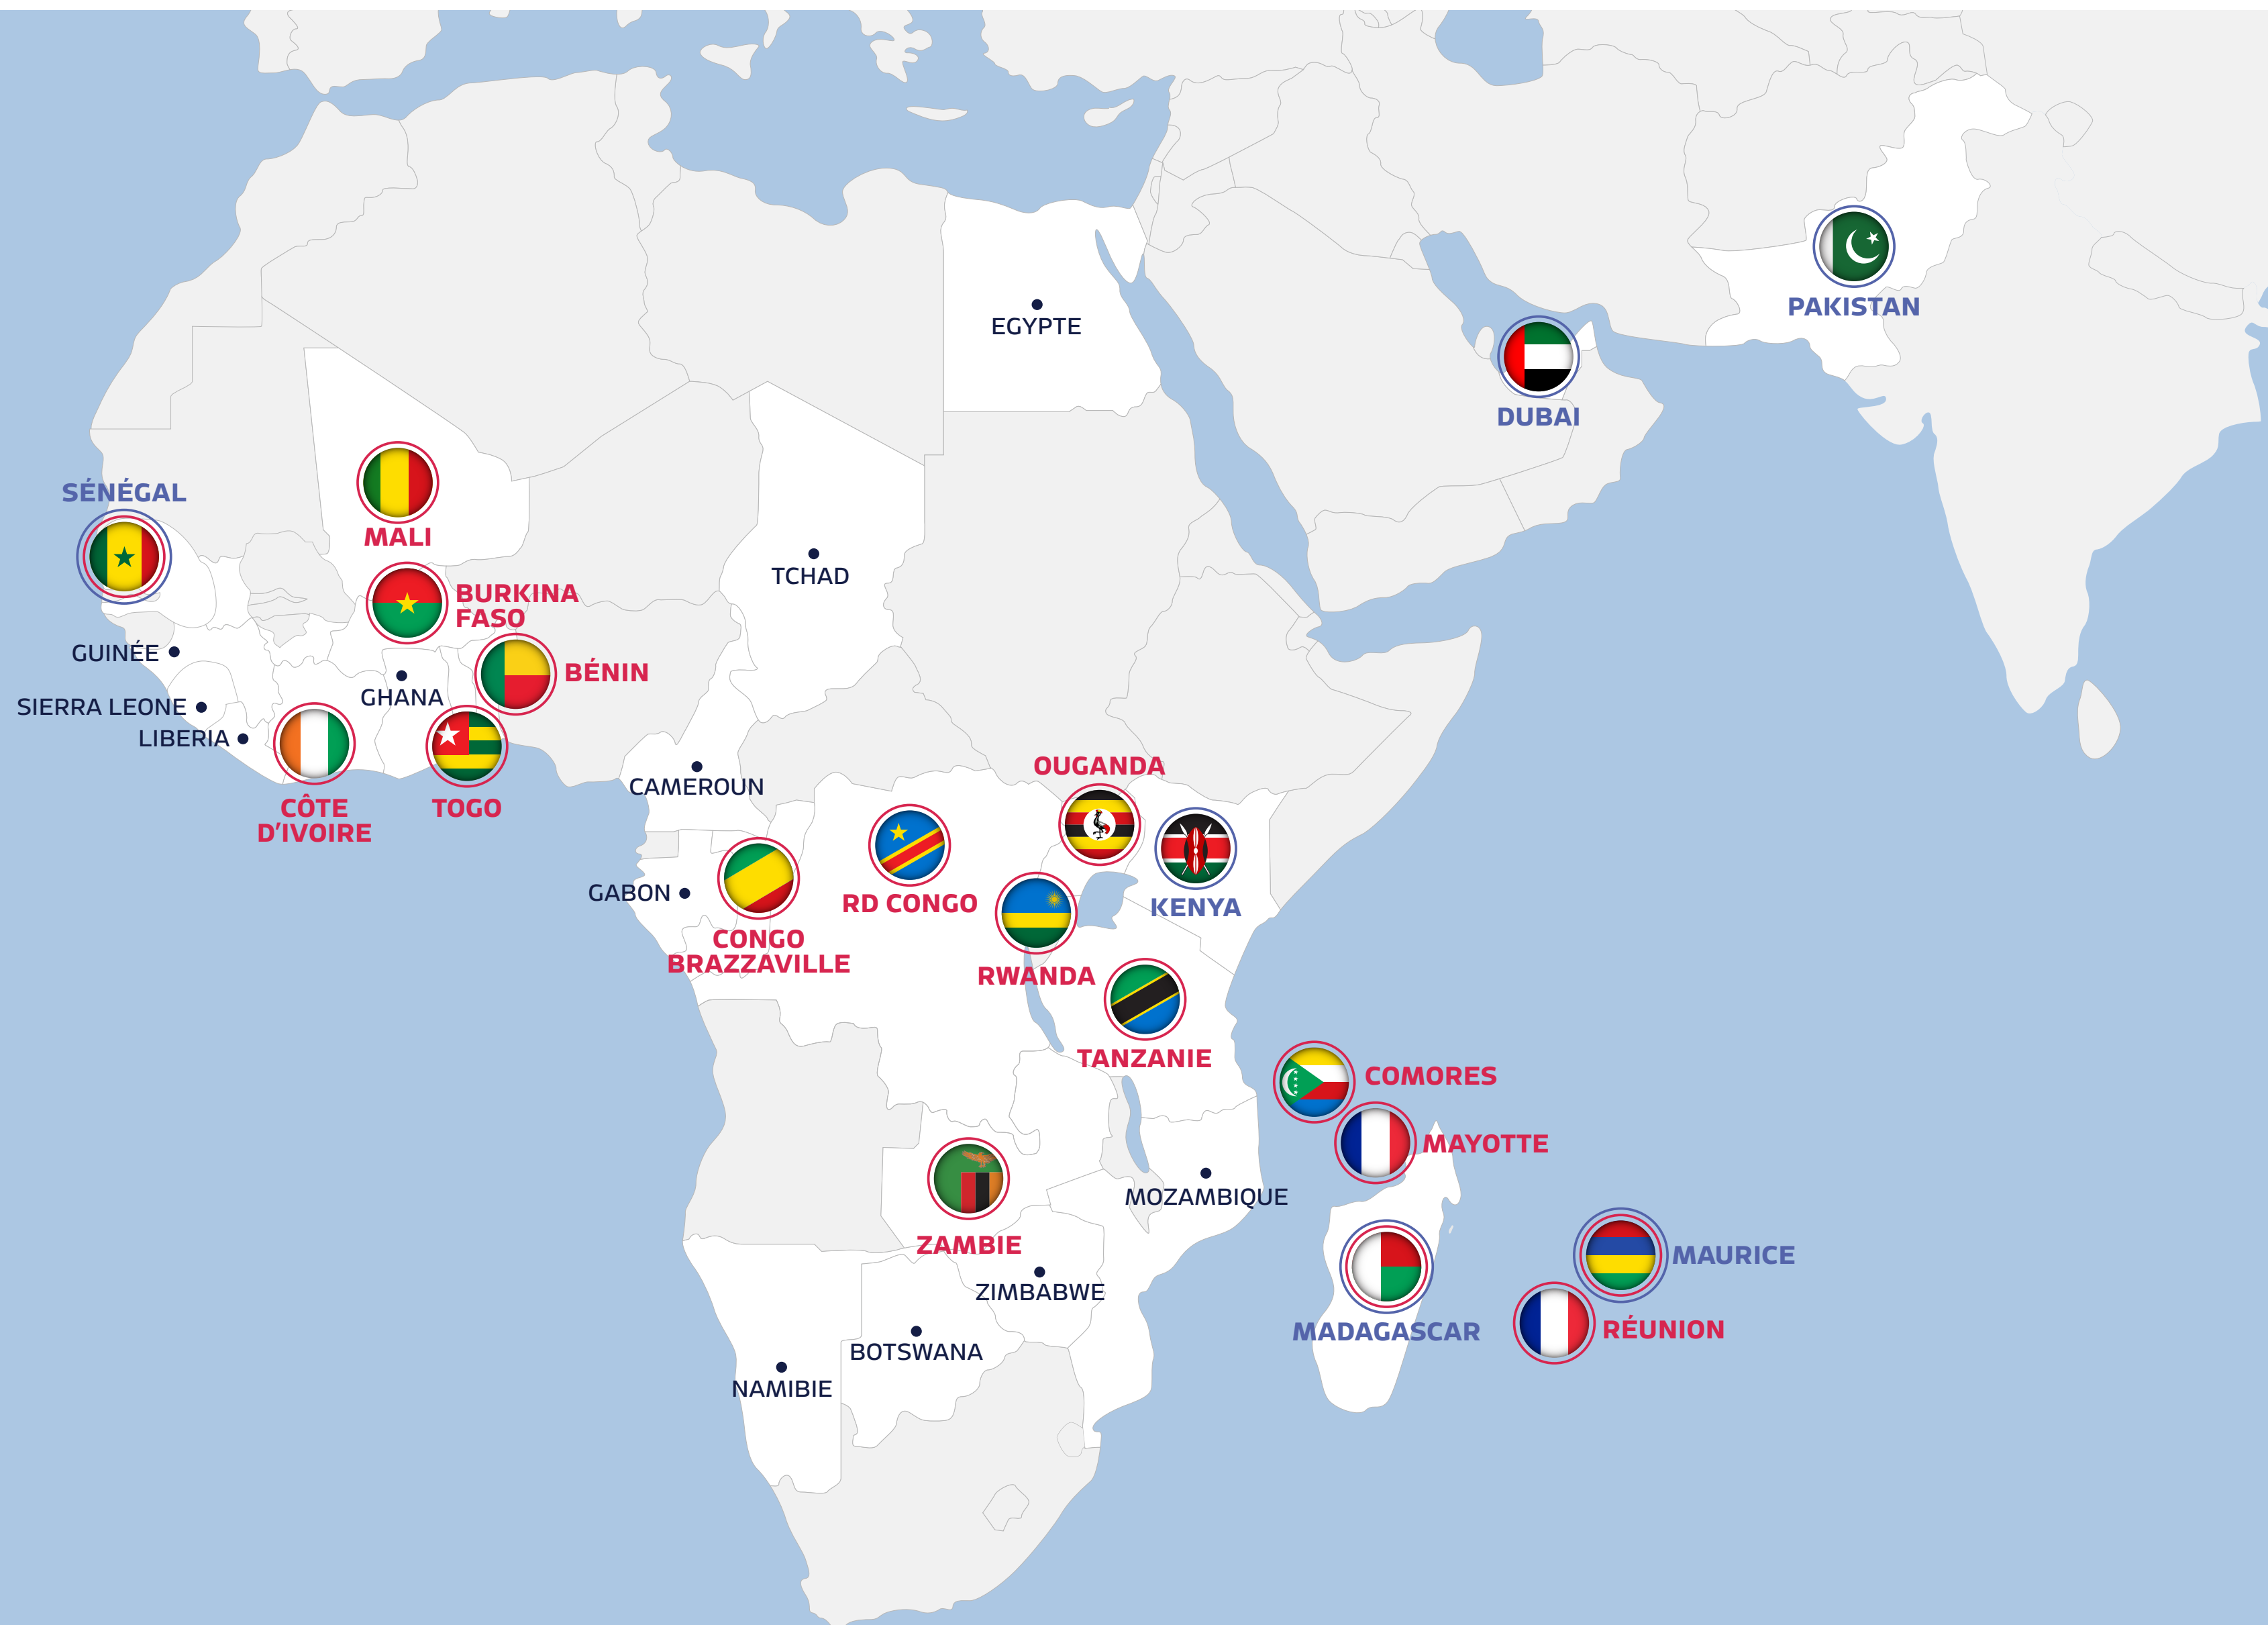 PAKISTAN
EGYPTE
DUBAI
SÉNÉGAL
MALI
TCHAD
BURKINA
FASO
GUINÉE
BÉNIN
GHANA
SIERRA LEONE
LIBERIA
OUGANDA
CAMEROUN
CÔTE
D'IVOIRE
TOGO
GABON
RD CONGO
KENYA
CONGO
BRAZZAVILLE
RWANDA
TANZANIE
COMORES
MAYOTTE
MOZAMBIQUE
ZAMBIE
MAURICE
ZIMBABWE
MADAGASCAR
RÉUNION
BOTSWANA
NAMIBIE